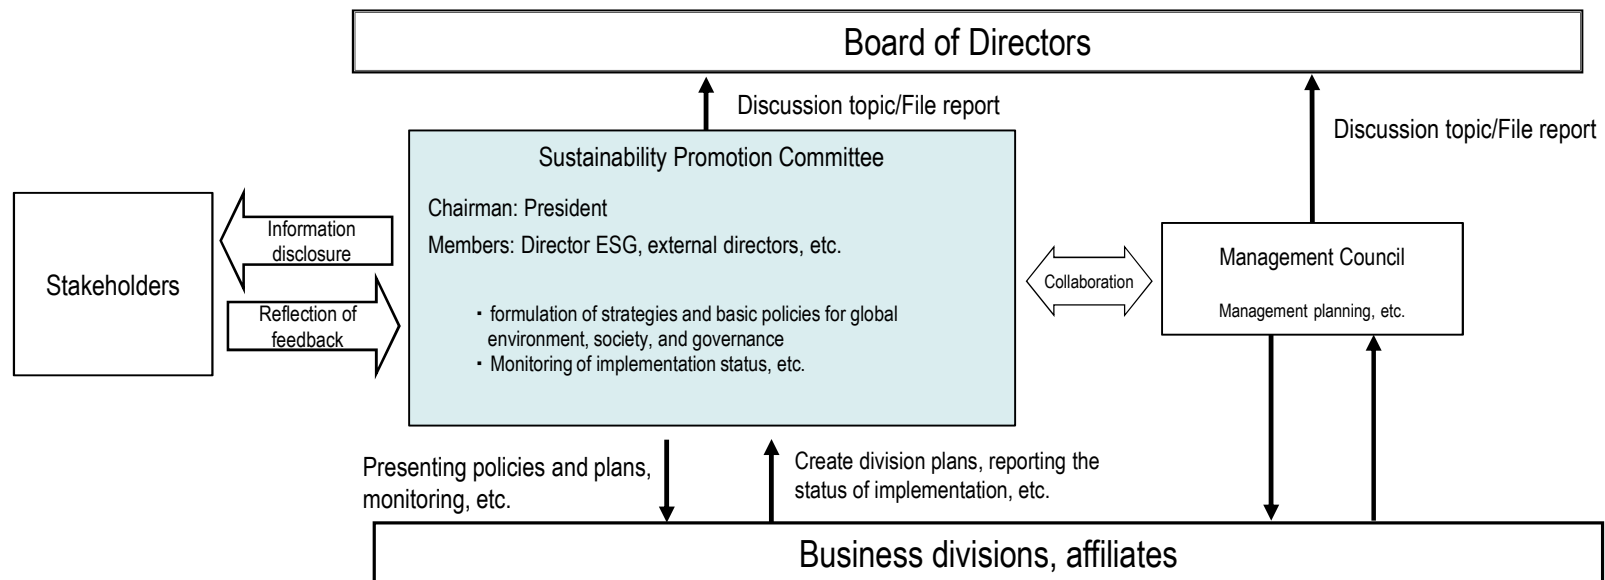 Board of Directors
Discussion topic/File report
Discussion topic/File report
Sustainability Promotion Committee
Chairman: President
Members: Director ESG, external directors, etc.
・formulation of strategies and basic policies for global
environment, society, and governance
・Monitoring of implementation status, etc.
Stakeholders
Information
disclosure
Reflection of
feedback
Collaboration
Management Council
Management planning, etc.
Presenting policies and plans,
monitoring, etc.
Create division plans, reporting the
status of implementation, etc.
Business divisions, affiliates